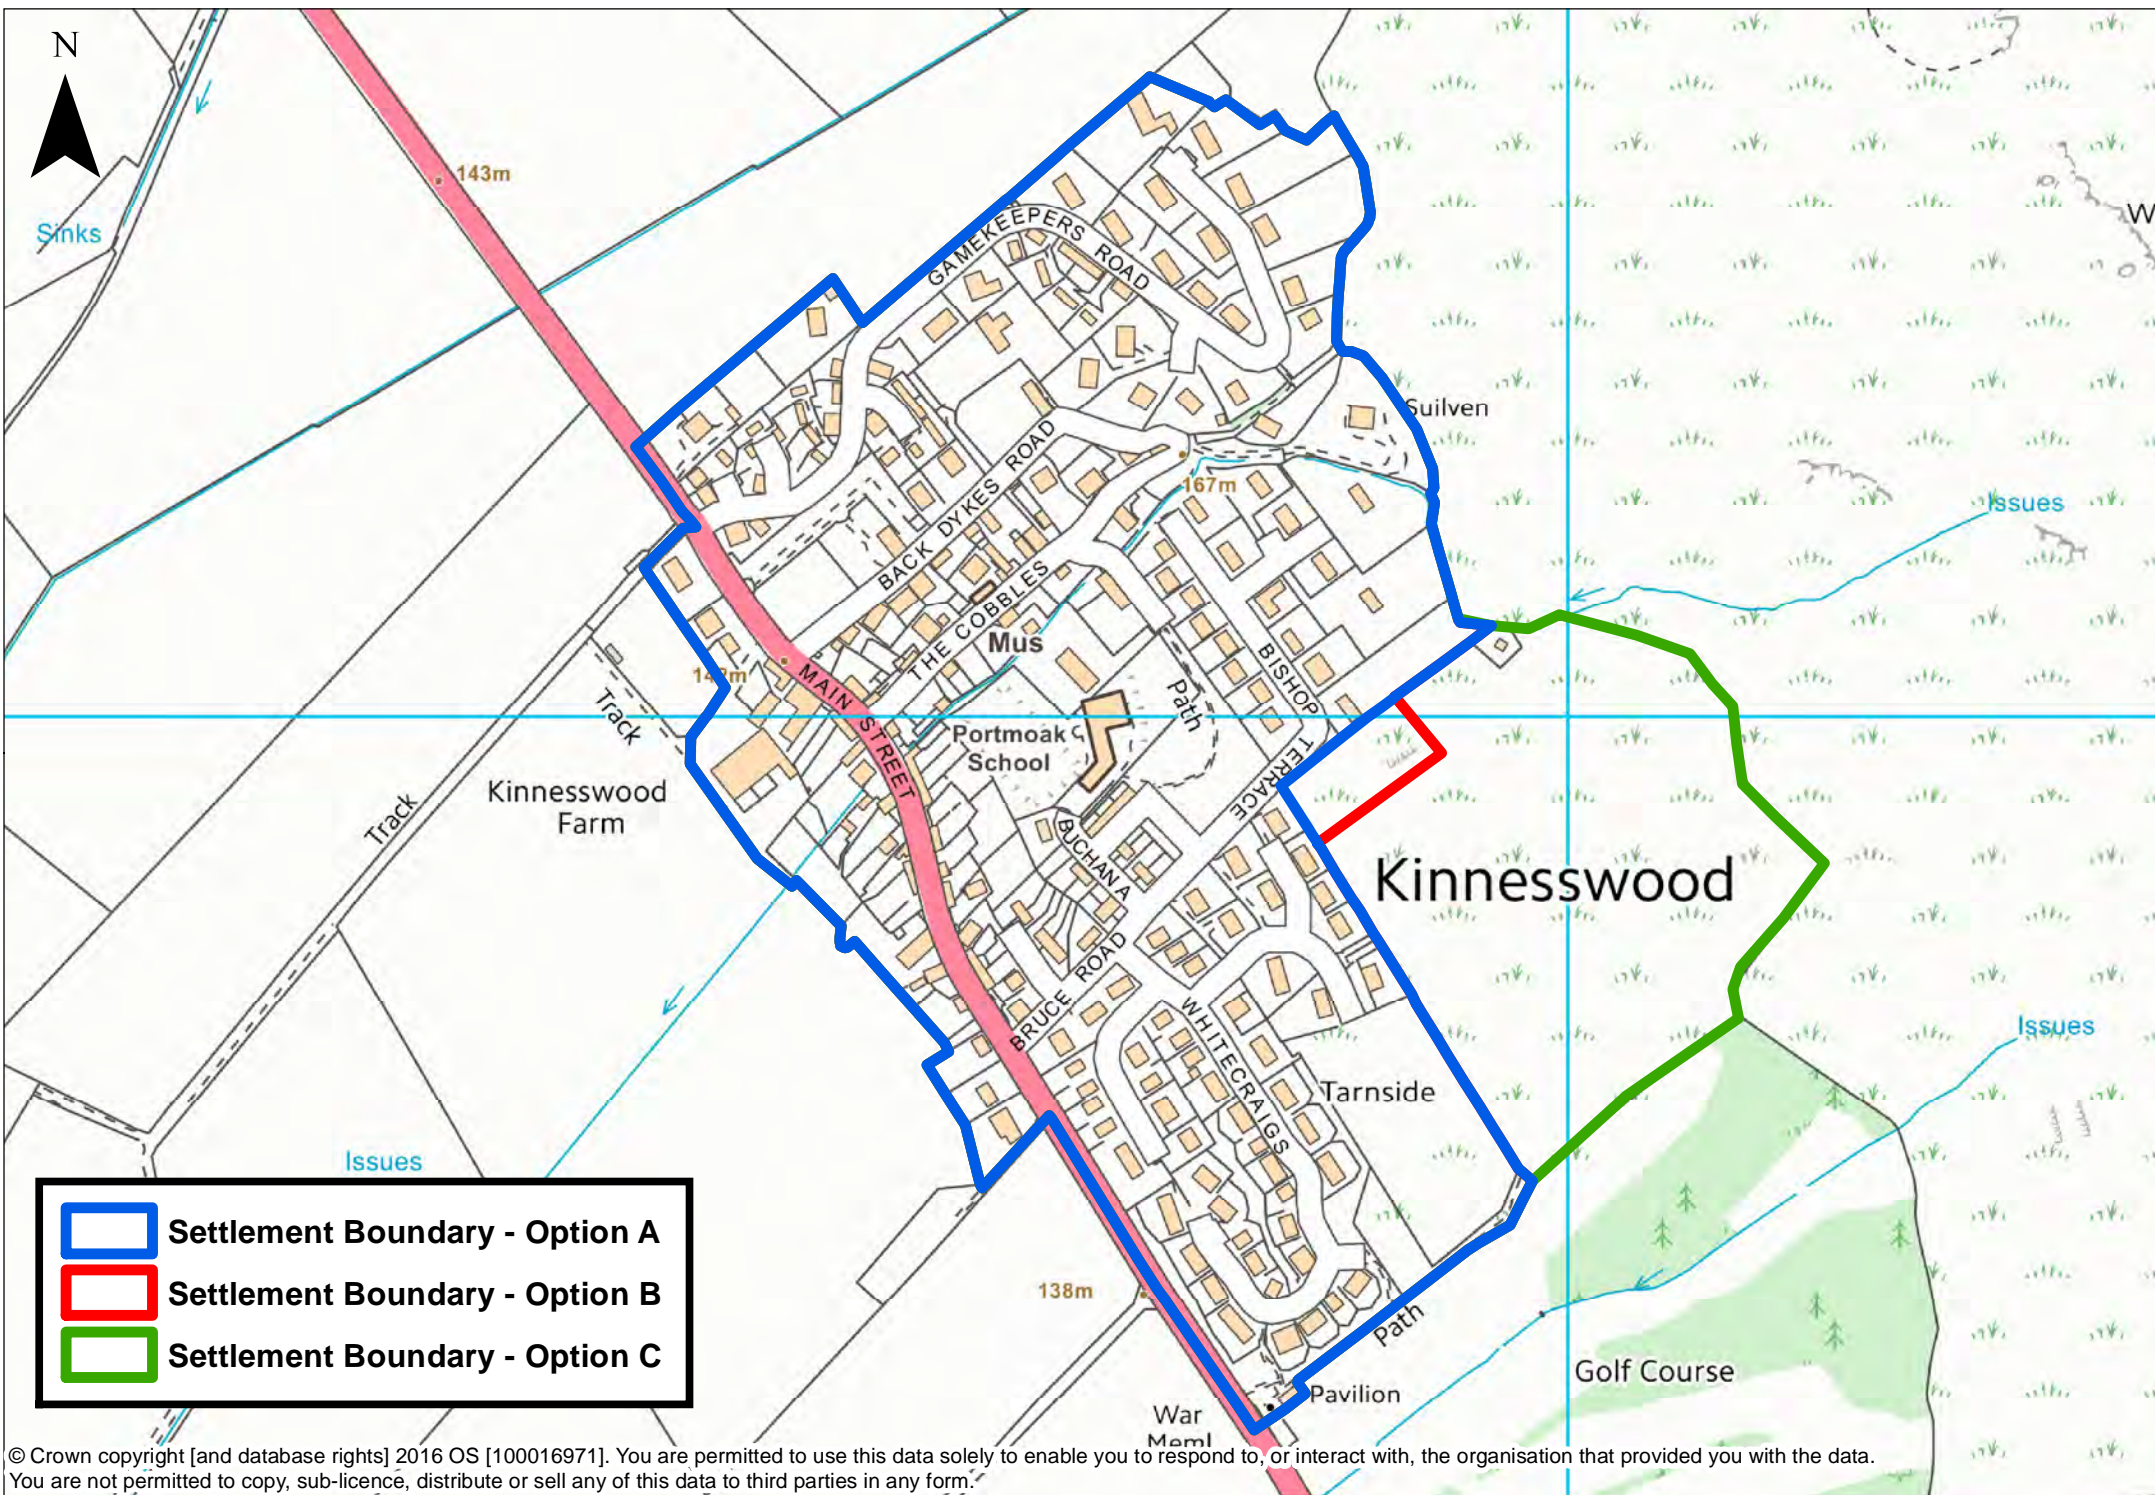 N
143m
Sinks
GAMEKEEPERS ROAD
Suilven
167m
Issues
BACK DYKES ROAD
THE COBBLES
Mus
BISHOP TERRACE
MAIN STREET
Track
Path
Portmoak
School
Kinnesswood
Farm
Track
BUCHANA
Kinnesswood
BRUCE ROAD
WHITECRAIGS
Issues
Tarnside
Issues
Settlement Boundary - Option A
Settlement Boundary - Option B
Settlement Boundary - Option C
138m
Path
Golf Course
Pavilion
War
Meml
© Crown copyright [and database rights] 2016 OS [100016971]. You are permitted to use this data solely to enable you to respond to, or interact with, the organisation that provided you with the data.
You are not permitted to copy, sub-licence, distribute or sell any of this data to third parties in any form.